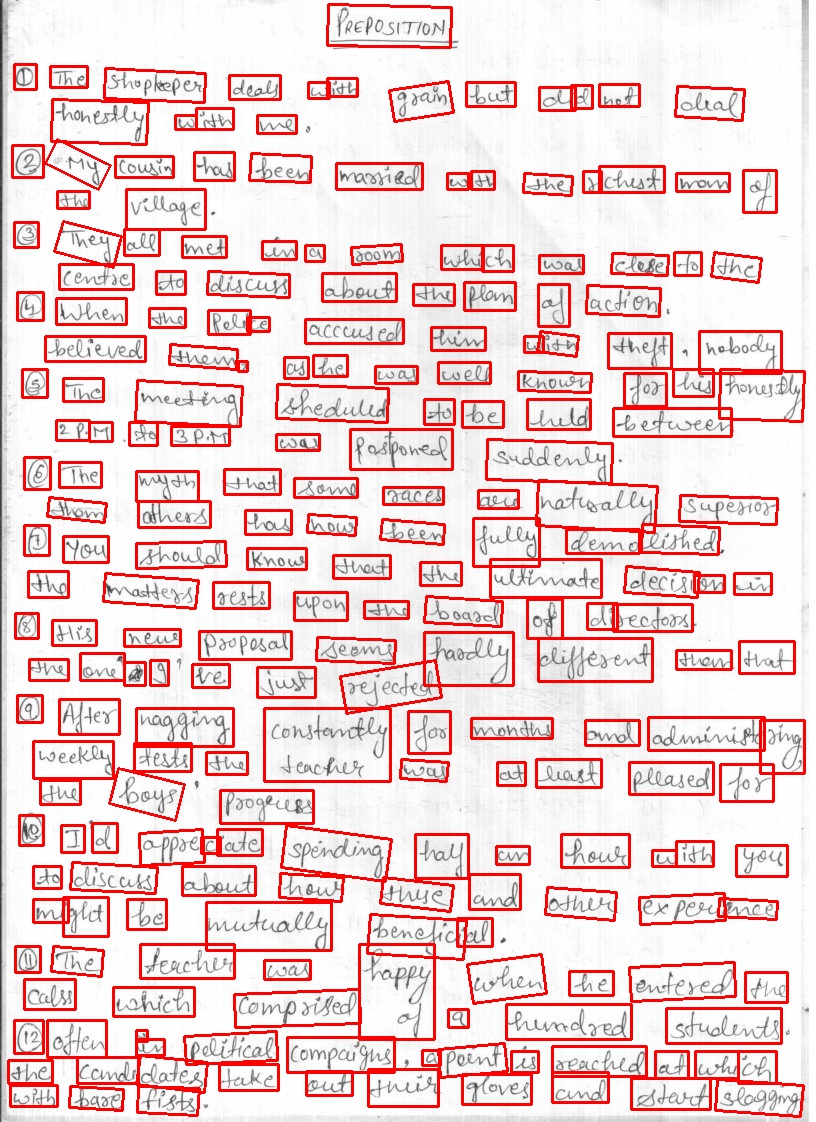 PREPOSITION
① The shopkeeper deals with grain but did not deal
honestly with me.
② My cousin has been married with the richest man of
the village.
③ They all met in a room which was close to the
centre to discuss about the plan of action.
④ When the Police acccused him with theft, nobody
believed them, as he was well known for his honestly
⑤ The meeting sheduled to be held between
2 P.M. to 3 P.M was postponed suddenly.
⑥ The myth that some races are naturally superior
them others has now been fully demolished.
⑦ You should know that the ultimate decision in
the matters rests upon the board of directors.
⑧ His new proposal seems hardly different then that
the one I've just rejected
⑨ After nagging constantly for months and administring
weekly tests the teacher was at least pleased for
the boys' progress
⑩ I'd appreciate spending half an hour with you
to discuss about how these and other experience
might be mutually beneficial.
⑪ The teacher was happy when he entered the
calss which comprised of a hundred students.
⑫ often in political compaigns, a point is reached at which
the candidates take out their gloves and start slogging
with bare fists.